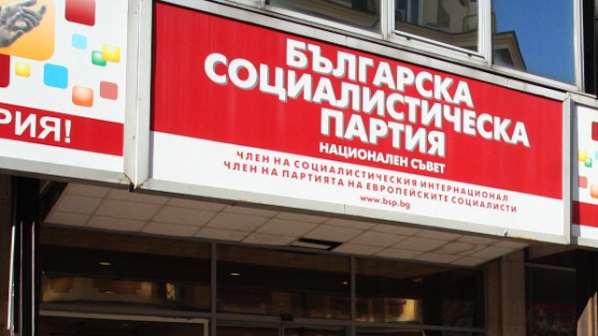 БЪЛГАРСКА
СОЦИАЛИСТИЧЕСКА
ПАРТИЯ
НАЦИОНАЛЕН СЪВЕТ
ЧЛЕН НА СОЦИАЛИСТИЧЕСКИЯ ИНТЕРНАЦИОНАЛ
ЧЛЕН НА ПАРТИЯТА НА ЕВРОПЕЙСКИТЕ СОЦИАЛИСТИ
www.bsp.bg
РИЯ!